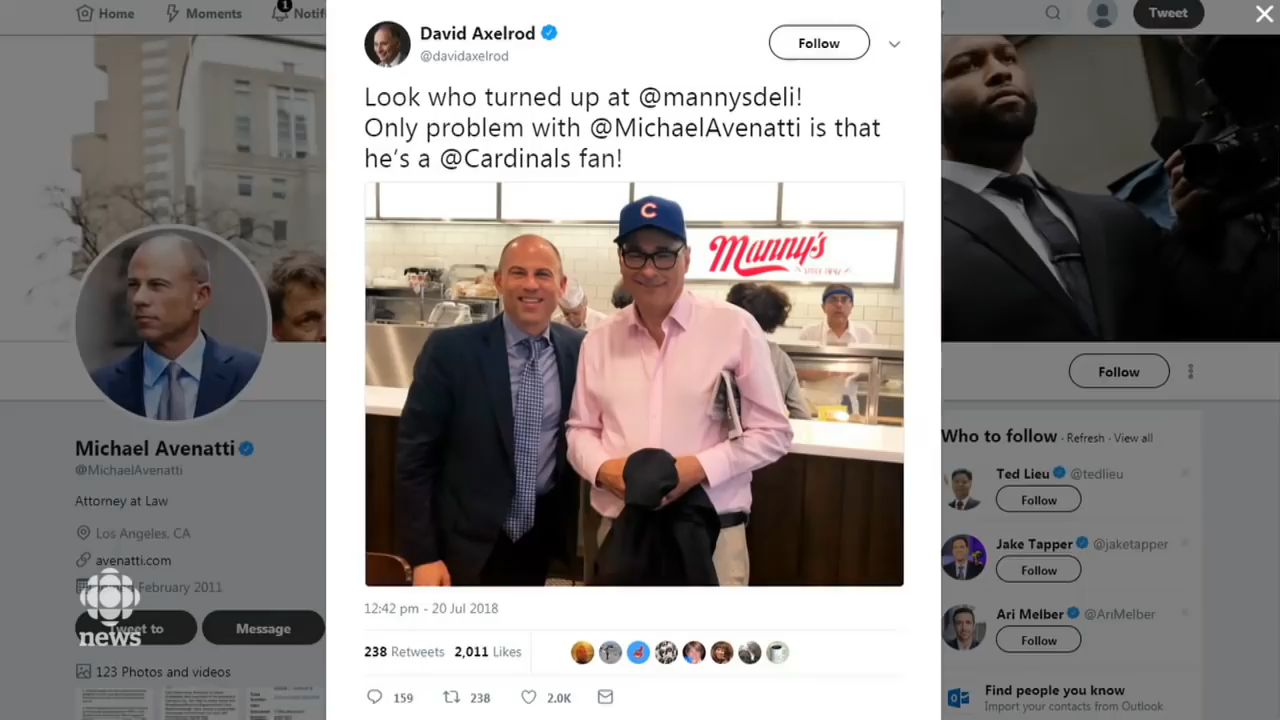 Home
Moments
1
Notifi
Tweet
David Axelrod
@davidaxelrod
Follow
Look who turned up at @mannysdeli!
Only problem with @MichaelAvenatti is that
he's a @Cardinals fan!
C
Manny's
12:42 pm - 20 Jul 2018
238 Retweets 2,011 Likes
159
238
2.0K
Michael Avenatti
@MichaelAvenatti
Attorney at Law
Los Angeles, CA
avenatti.com
February 2011
Tweet to
Message
news
123 Photos and videos
Follow
Who to follow · Refresh · View all
Ted Lieu @tedlieu
Follow
Jake Tapper @jaketapper
Follow
Ari Melber @AriMelber
Follow
Find people you know
Import your contacts from Outlook